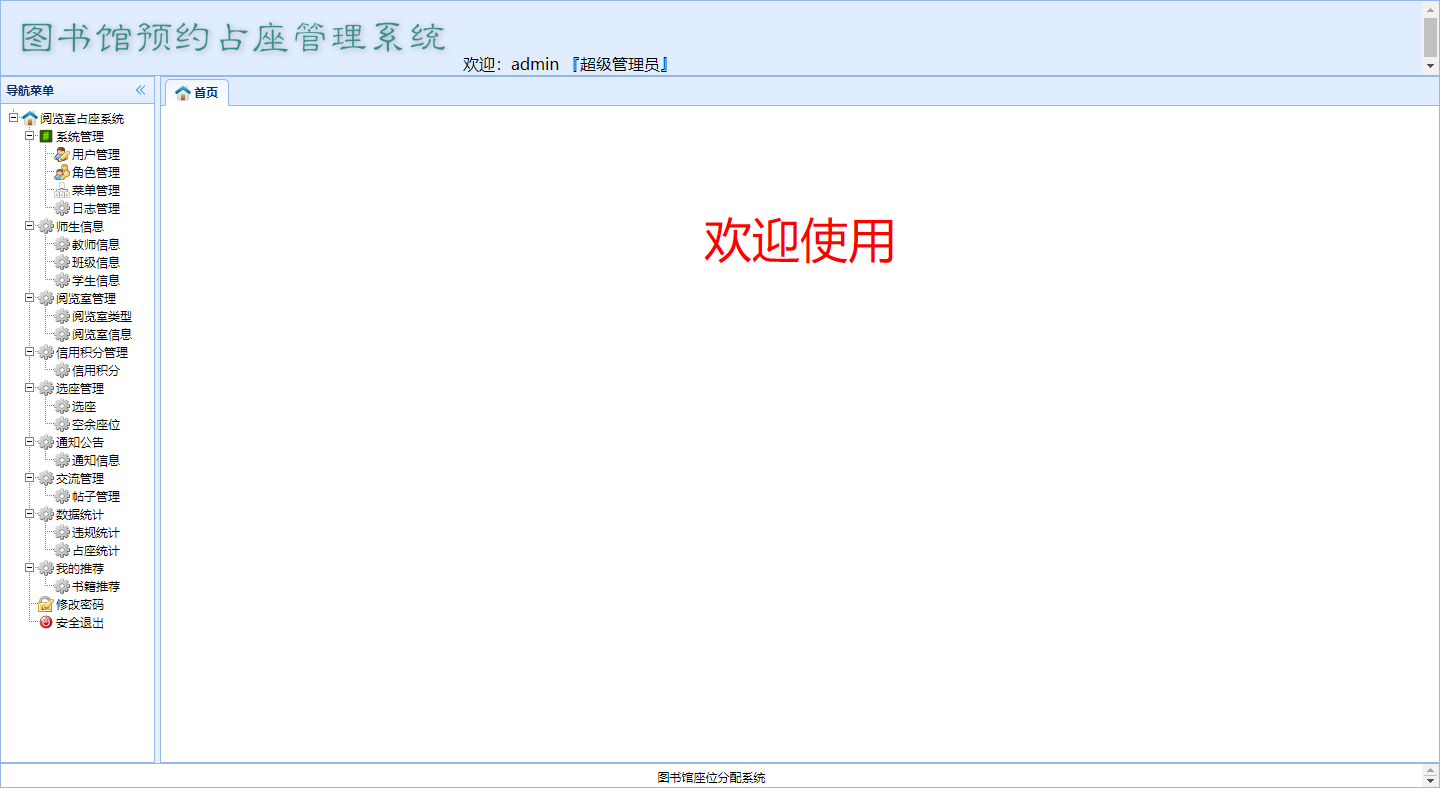 图书馆预约占座管理系统
欢迎：admin 『超级管理员』
导航菜单
首页
阅览室占座系统
系统管理
用户管理
角色管理
菜单管理
日志管理
师生信息
教师信息
班级信息
学生信息
阅览室管理
阅览室类型
阅览室信息
信用积分管理
信用积分
选座管理
选座
空余座位
通知公告
通知信息
交流管理
帖子管理
数据统计
违规统计
占座统计
我的推荐
书籍推荐
修改密码
安全退出
欢迎使用
图书馆座位分配系统